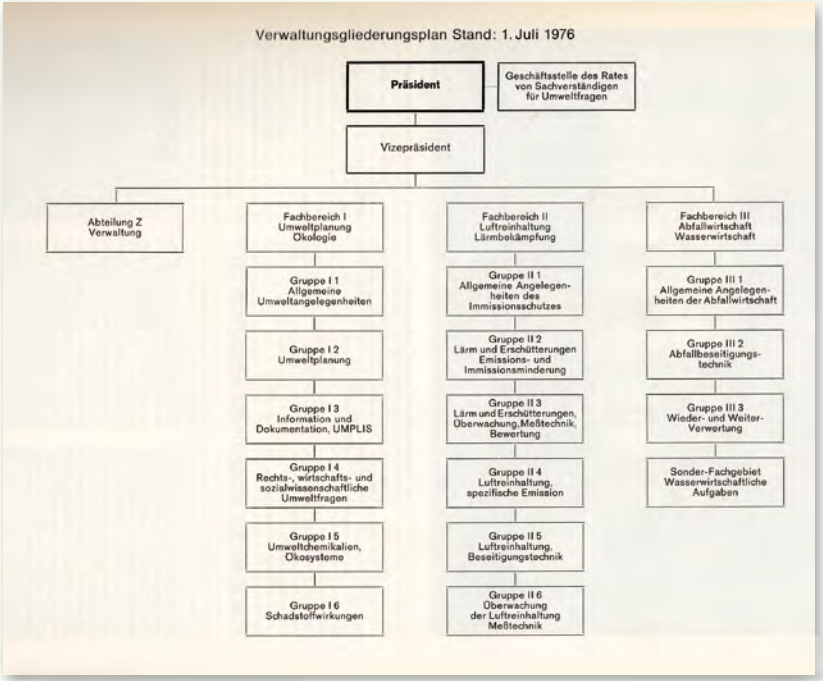 Verwaltungsgliederungsplan Stand: 1. Juli 1976
Präsident
Geschäftsstelle des Rates
von Sachverständigen
für Umweltfragen
Vizepräsident
Abteilung Z
Verwaltung
Fachbereich I
Umweltplanung
Ökologie
Gruppe I 1
Allgemeine
Umweltangelegenheiten
Gruppe I 2
Umweltplanung
Gruppe I 3
Information und
Dokumentation, UMPLIS
Gruppe I 4
Rechts-, wirtschafts- und
sozialwissenschaftliche
Umweltfragen
Gruppe I 5
Umweltchemikalien,
Ökosysteme
Gruppe I 6
Schadstoffwirkungen
Fachbereich II
Luftreinhaltung
Lärmbekämpfung
Gruppe II 1
Allgemeine Angelegen-
heiten des
Immissionsschutzes
Gruppe II 2
Lärm und Erschütterungen
Emissions- und
Immissionsminderung
Gruppe II 3
Lärm und Erschütterungen,
Überwachung, Meßtechnik,
Bewertung
Gruppe II 4
Luftreinhaltung,
spezifische Emission
Gruppe II 5
Luftreinhaltung,
Beseitigungstechnik
Gruppe II 6
Überwachung
der Luftreinhaltung
Meßtechnik
Fachbereich III
Abfallwirtschaft
Wasserwirtschaft
Gruppe III 1
Allgemeine Angelegen-
heiten der Abfallwirtschaft
Gruppe III 2
Abfallbeseitigungs-
technik
Gruppe III 3
Wieder- und Weiter-
Verwertung
Sonder-Fachgebiet
Wasserwirtschaftliche
Aufgaben